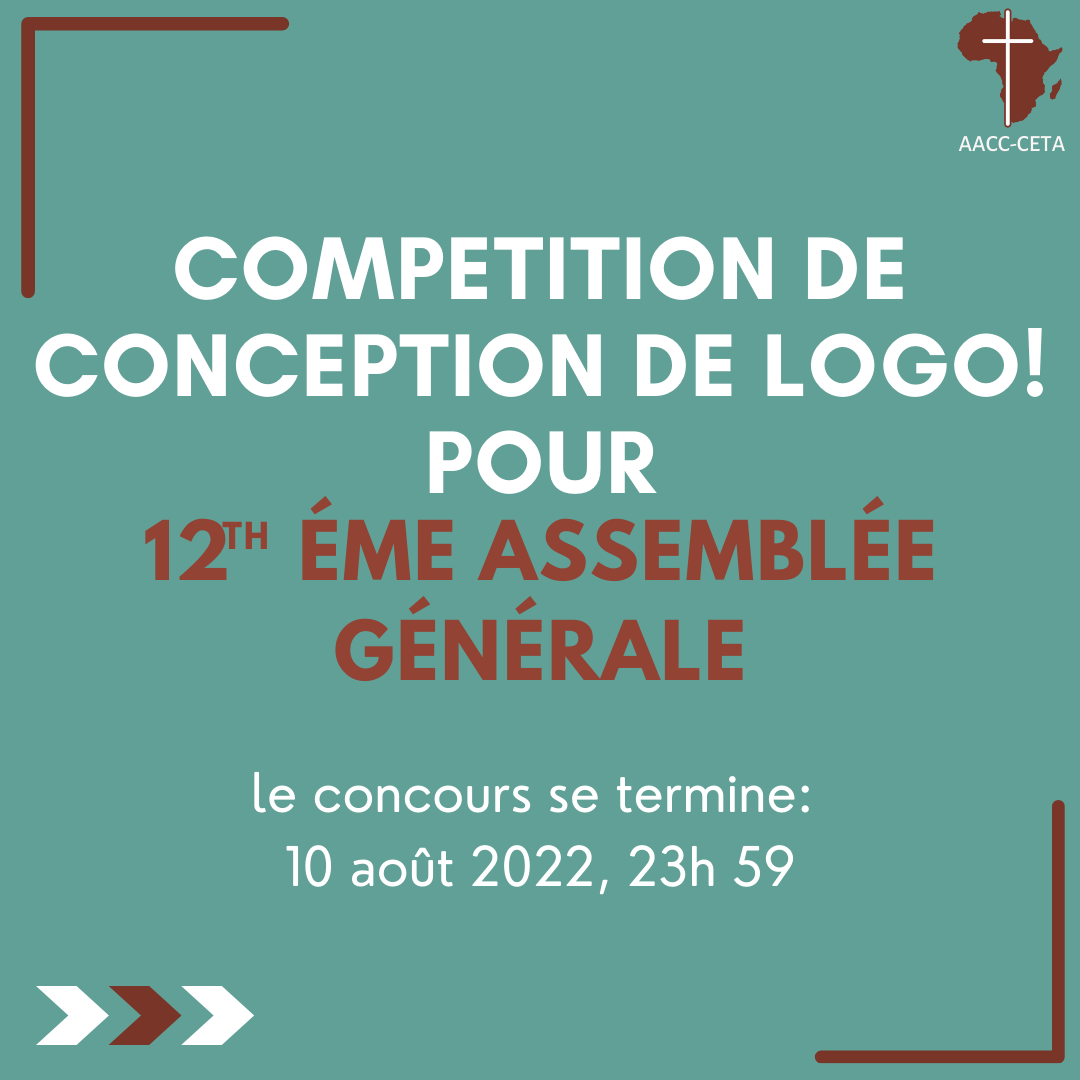 AACC-CETA
COMPETITION DE
CONCEPTION DE LOGO!
POUR
12TH ÉME ASSEMBLÉE
GÉNÉRALE
le concours se termine:
10 août 2022, 23h 59